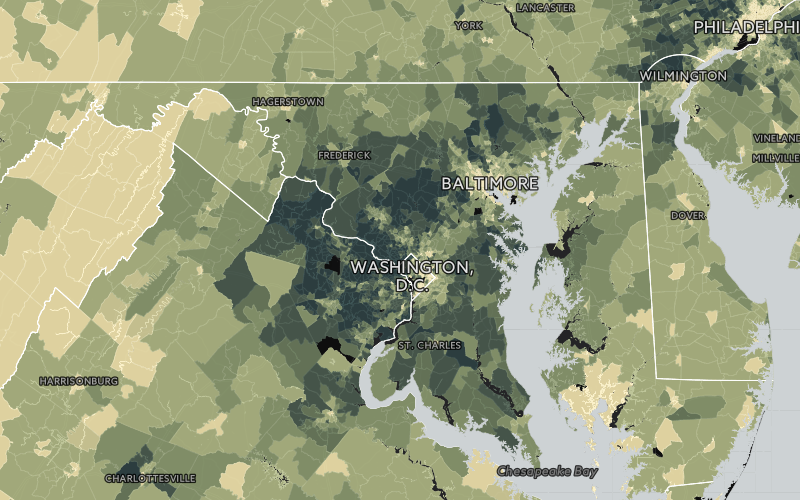 LANCASTER
YORK
PHILADELPHI
WILMINGTON
HAGERSTOWN
VINELAND
FREDERICK
MILLVILLE
BALTIMORE
DOVER
WASHINGTON,
D.C.
ST. CHARLES
HARRISONBURG
Chesapeake Bay
CHARLOTTESVILLE